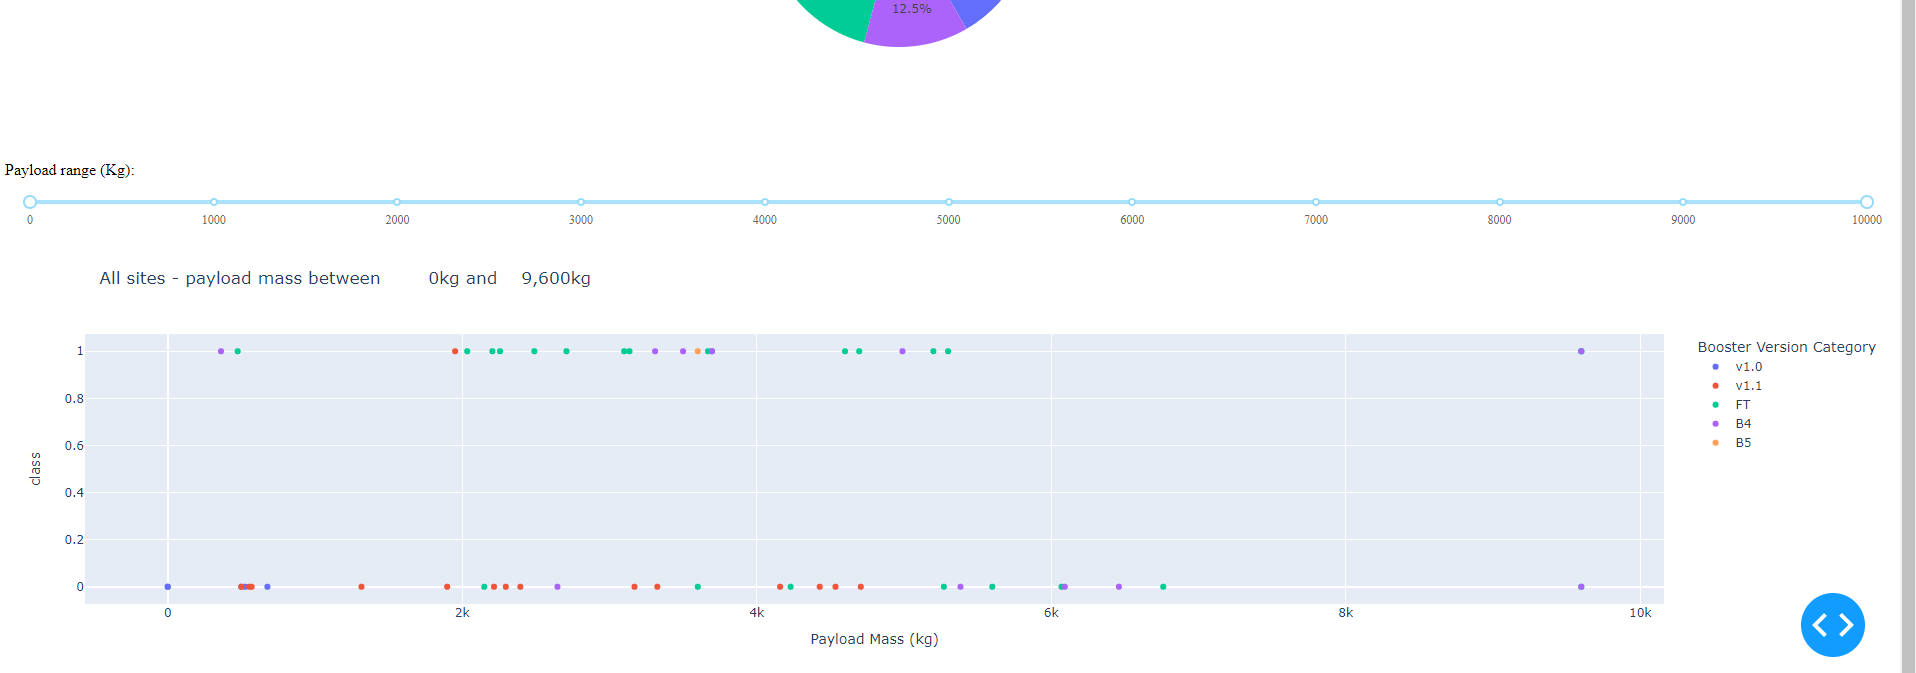 12.5%
Payload range (Kg):
0 1000 2000 3000 4000 5000 6000 7000 8000 9000 10000
All sites - payload mass between 0kg and 9,600kg
1
0.8
0.6
0.4
0.2
0
class
0 2k 4k 6k 8k 10k
Payload Mass (kg)
Booster Version Category
v1.0
v1.1
FT
B4
B5